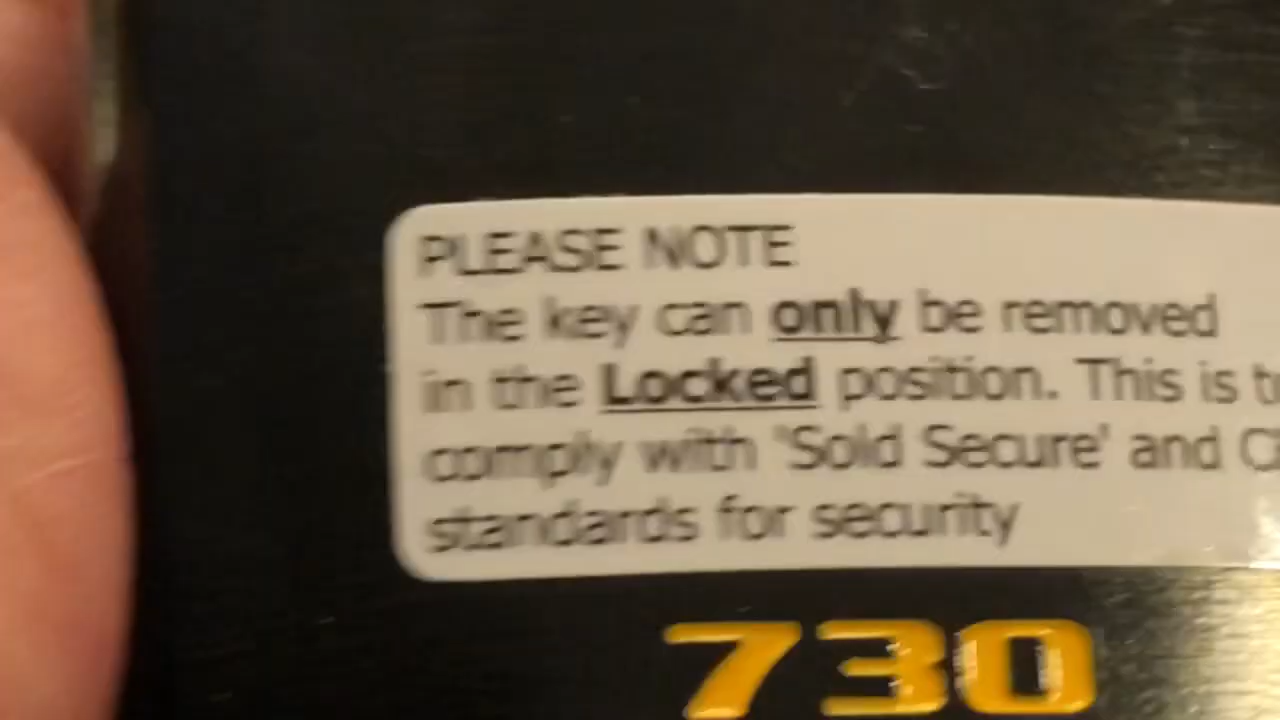 PLEASE NOTE
The key can only be removed
in the Locked position. This is
comply with 'Sold Secure' and
standards for security
730